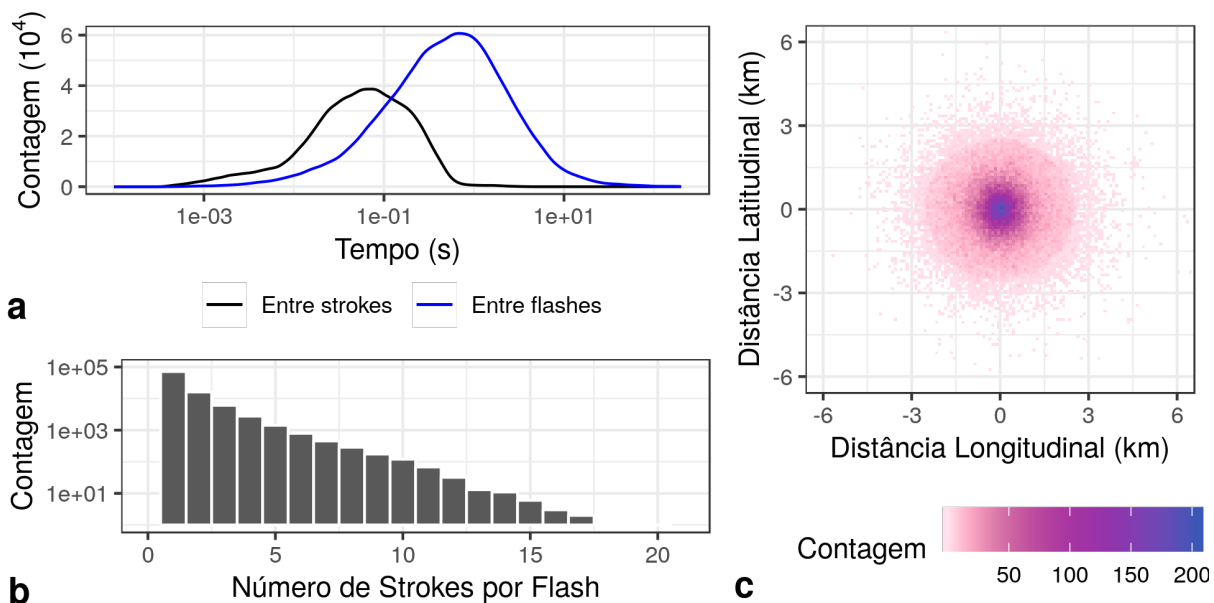 Contagem (10⁴)
6
4
2
0
1e-03 1e-01 1e+01
Tempo (s)
Entre strokes Entre flashes
a
Contagem
1e+05
1e+03
1e+01
0 5 10 15 20
Número de Strokes por Flash
b
Distância Latitudinal (km)
6
3
0
-3
-6
-6 -3 0 3 6
Distância Longitudinal (km)
Contagem
50 100 150 200
c